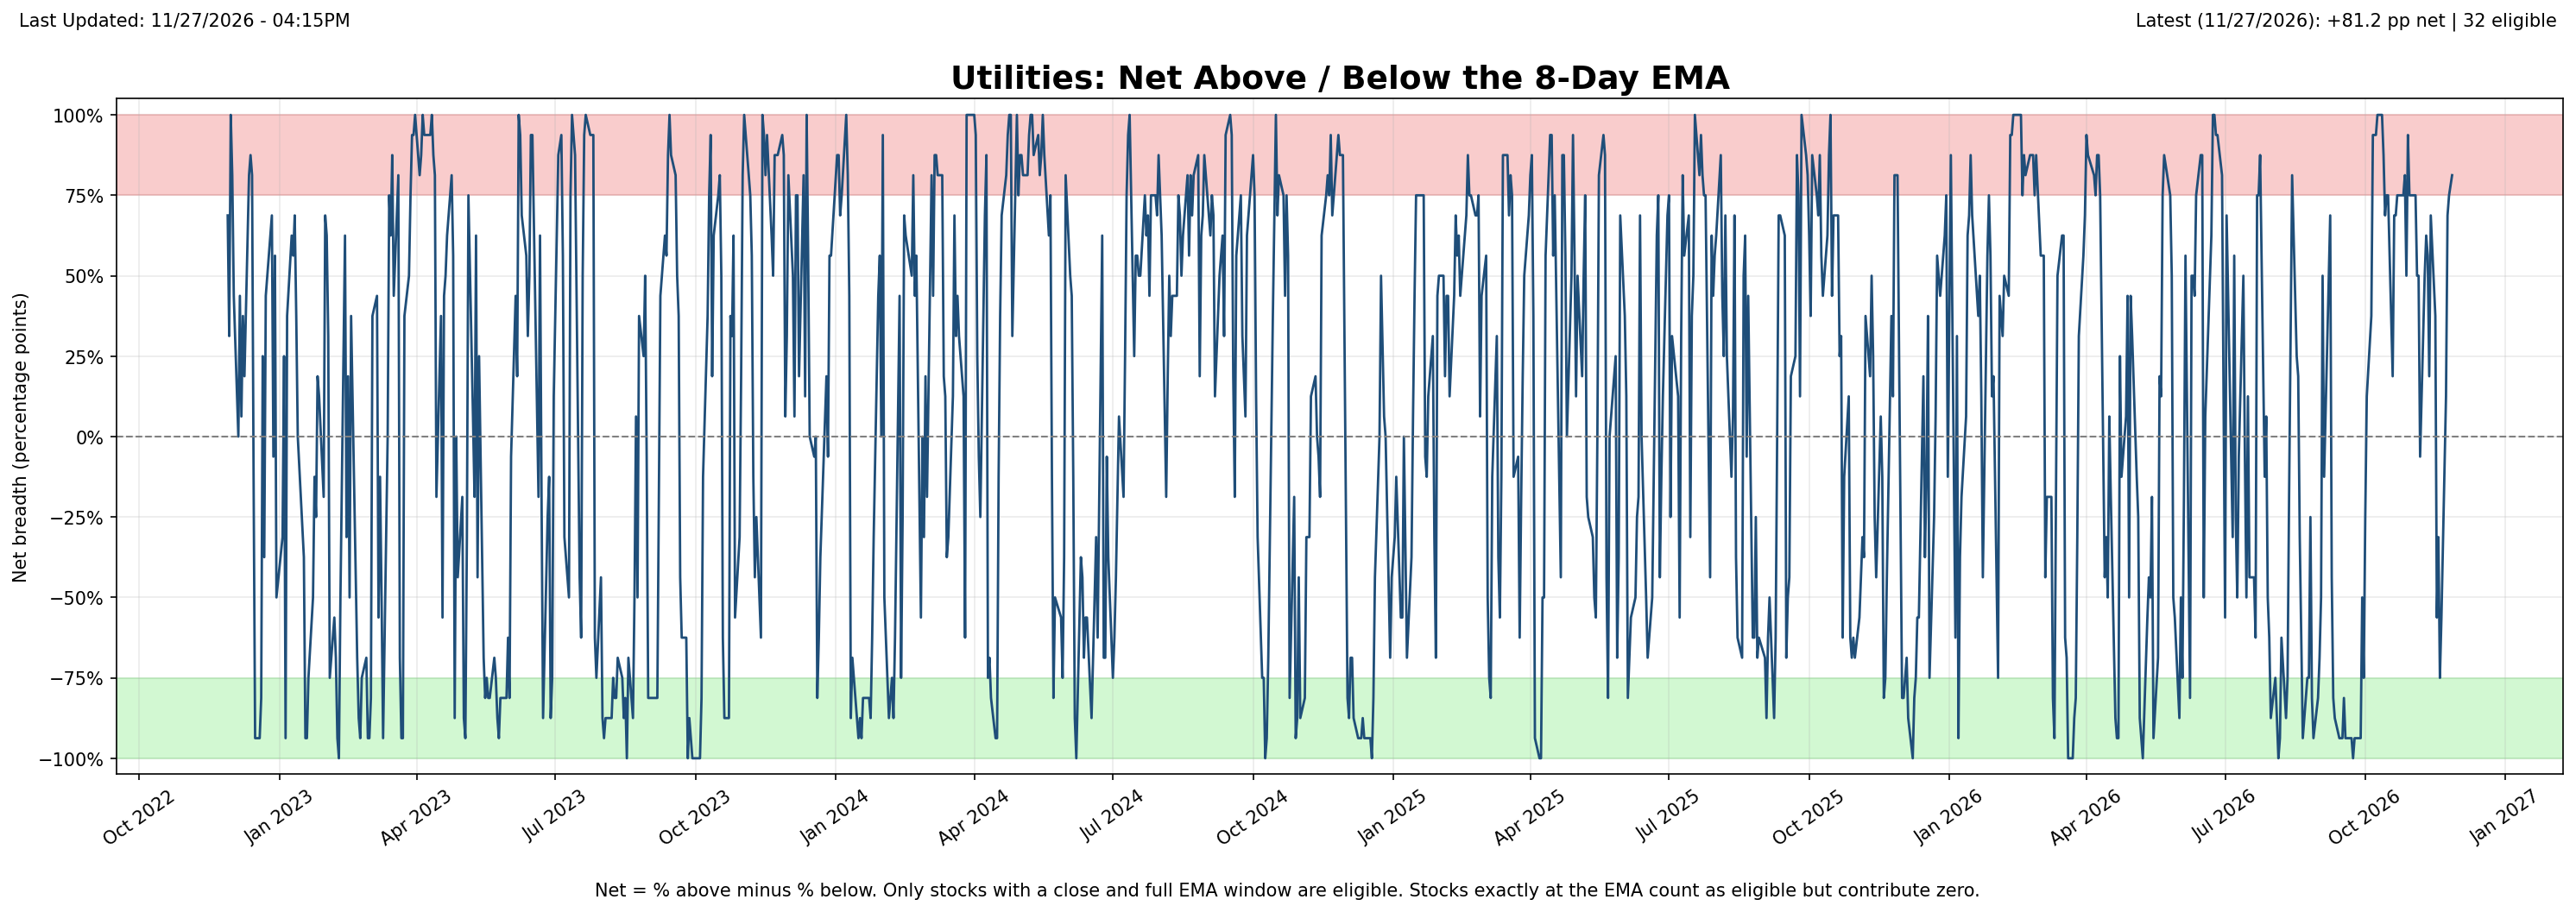 Last Updated: 11/27/2026 - 04:15PM
Latest (11/27/2026): +81.2 pp net | 32 eligible
Utilities: Net Above / Below the 8-Day EMA
Net breadth (percentage points)
100%
75%
50%
25%
0%
−25%
−50%
−75%
−100%
Oct 2022
Jan 2023
Apr 2023
Jul 2023
Oct 2023
Jan 2024
Apr 2024
Jul 2024
Oct 2024
Jan 2025
Apr 2025
Jul 2025
Oct 2025
Jan 2026
Apr 2026
Jul 2026
Oct 2026
Jan 2027
Net = % above minus % below. Only stocks with a close and full EMA window are eligible. Stocks exactly at the EMA count as eligible but contribute zero.